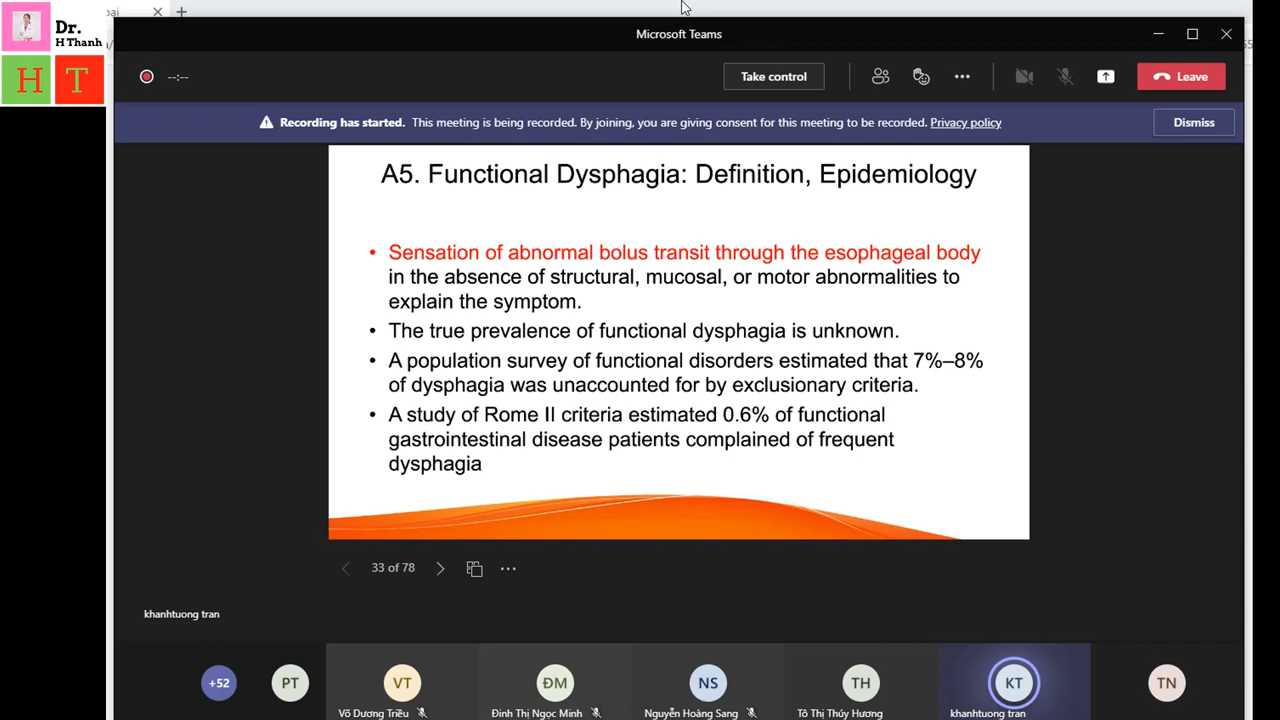 Dr.
H Thanh
H T
Microsoft Teams
--:--
Take control
Leave
Recording has started. This meeting is being recorded. By joining, you are giving consent for this meeting to be recorded. Privacy policy
Dismiss
A5. Functional Dysphagia: Definition, Epidemiology
• Sensation of abnormal bolus transit through the esophageal body
in the absence of structural, mucosal, or motor abnormalities to
explain the symptom.
• The true prevalence of functional dysphagia is unknown.
• A population survey of functional disorders estimated that 7%–8%
of dysphagia was unaccounted for by exclusionary criteria.
• A study of Rome II criteria estimated 0.6% of functional
gastrointestinal disease patients complained of frequent
dysphagia
33 of 78
khanhtuong tran
+52
PT
VT
ĐM
NS
TH
KT
TN
Võ Dương Triều
Đinh Thị Ngọc Minh
Nguyễn Hoàng Sang
Tô Thị Thúy Hương
khanhtuong tran